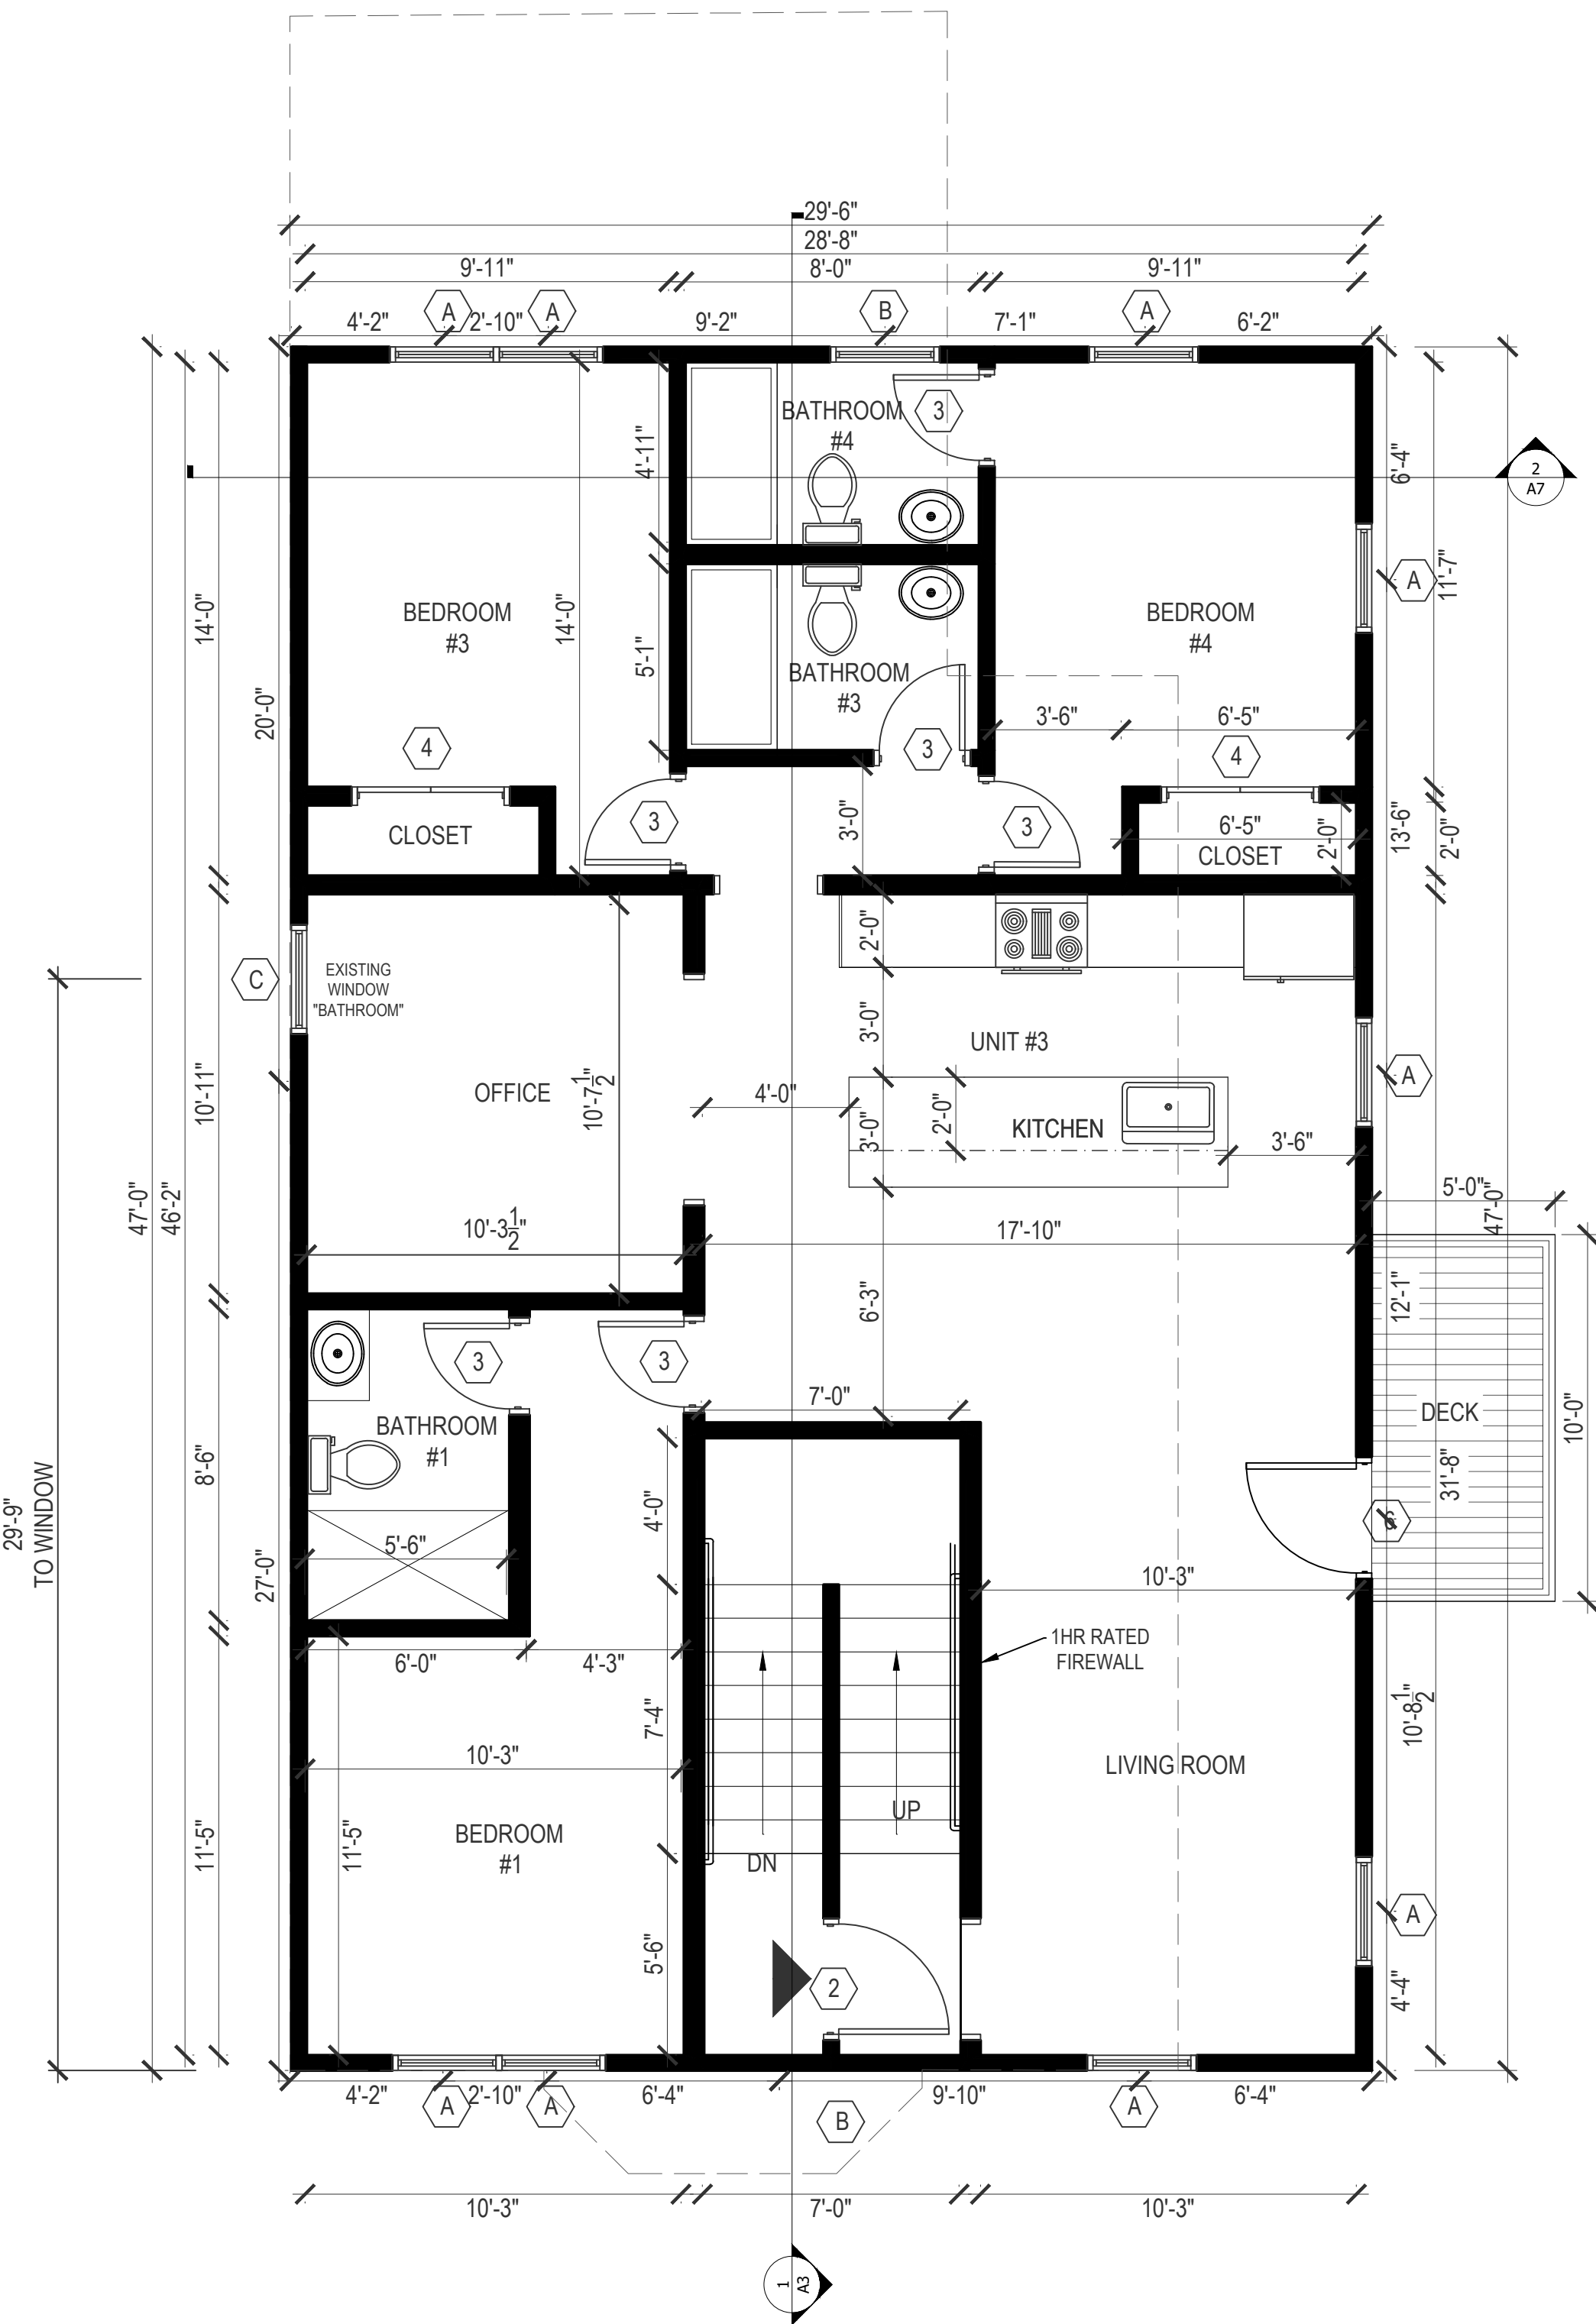 29'-6"
28'-8"
9'-11"
8'-0"
9'-11"
4'-2"
A
2'-10"
A
9'-2"
B
7'-1"
A
6'-2"
BATHROOM
#4
3
4'-11"
6'-4"
2
A7
A
11'-7"
BEDROOM
#3
14'-0"
14'-0"
5'-1"
BATHROOM
#3
BEDROOM
#4
20'-0"
3'-6"
6'-5"
4
3
4
CLOSET
3
3'-0"
3
6'-5"
CLOSET
2'-0"
13'-6"
2'-0"
C
EXISTING
WINDOW
"BATHROOM"
2'-0"
3'-0"
UNIT #3
A
10'-11"
OFFICE
10'-7 1/2"
4'-0"
3'-0"
2'-0"
KITCHEN
3'-6"
47'-0"
46'-2"
10'-3 1/2"
17'-10"
5'-0"
47'-0"
6'-3"
12'-1"
3
3
7'-0"
BATHROOM
#1
DECK
10'-0"
8'-6"
29'-9"
TO WINDOW
4'-0"
31'-8"
6
5'-6"
27'-0"
10'-3"
6'-0"
4'-3"
1HR RATED
FIREWALL
7'-4"
10'-8 1/2"
10'-3"
LIVING ROOM
UP
11'-5"
11'-5"
BEDROOM
#1
DN
A
5'-6"
2
4'-4"
4'-2"
A
2'-10"
A
6'-4"
B
9'-10"
A
6'-4"
10'-3"
7'-0"
10'-3"
1
A3